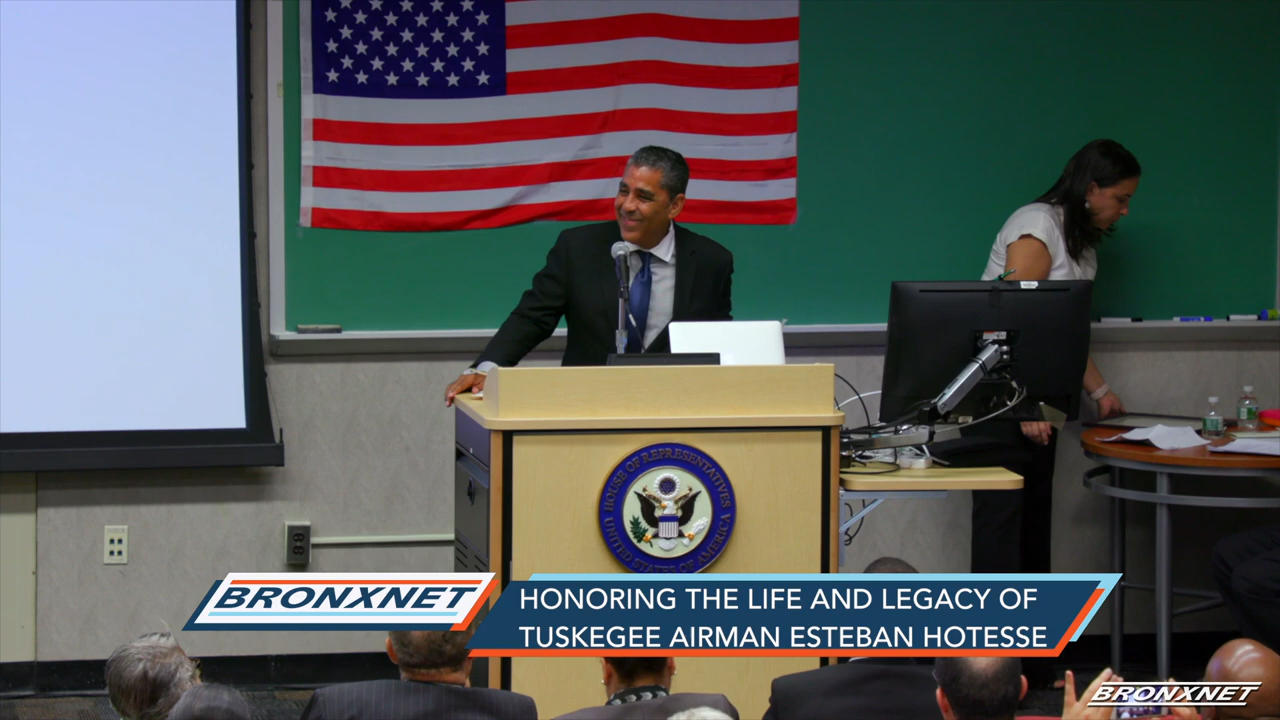 HOUSE OF REPRESENTATIVES
UNITED STATES OF AMERICA
BRONXNET
HONORING THE LIFE AND LEGACY OF
TUSKEGEE AIRMAN ESTEBAN HOTESSE
BRONXNET